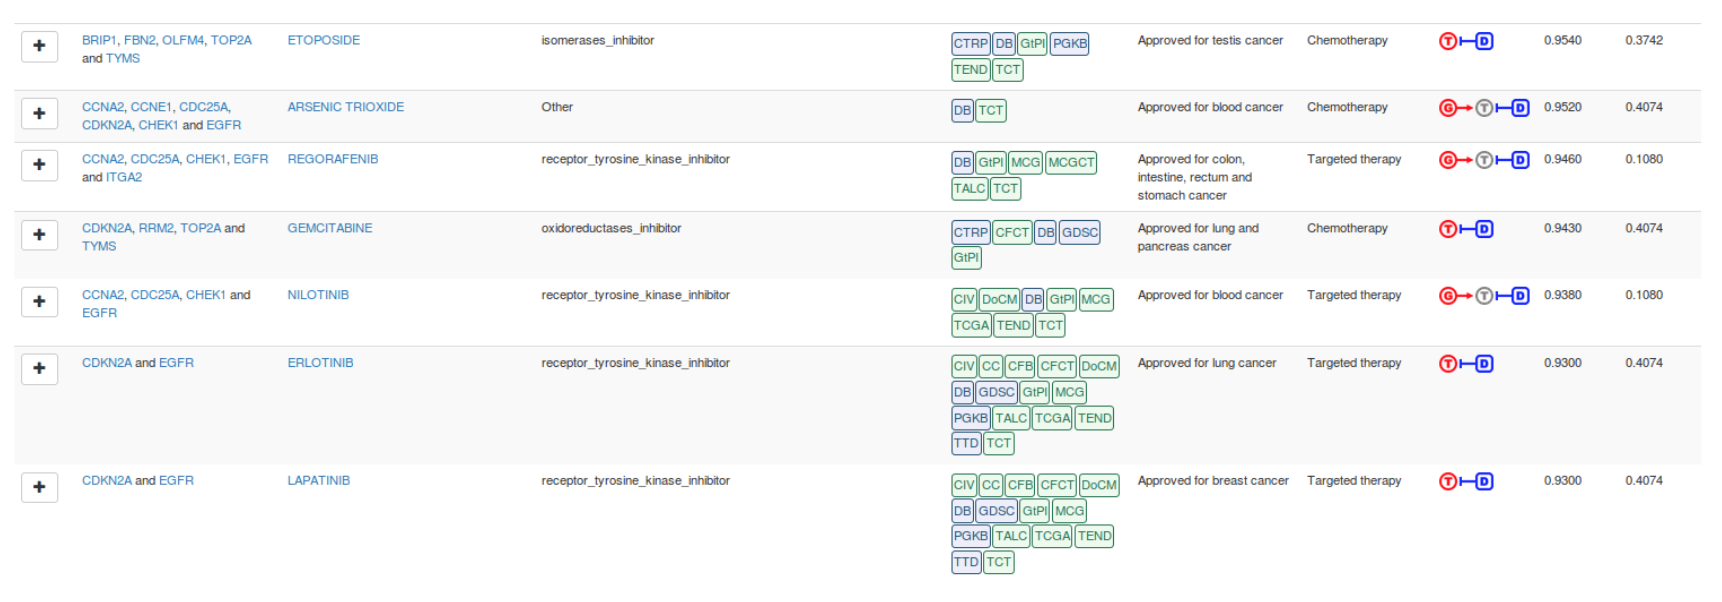 BRIP1, FBN2, OLFM4, TOP2A ETOPOSIDE isomerases_inhibitor CTRP DB GtPI PGKB Approved for testis cancer Chemotherapy T D 0.9540 0.3742
and TYMS
TEND TCT
CCNA2, CCNE1, CDC25A, ARSENIC TRIOXIDE Other DB TCT Approved for blood cancer Chemotherapy G T D 0.9520 0.4074
CDKN2A, CHEK1 and EGFR
CCNA2, CDC25A, CHEK1, EGFR REGORAFENIB receptor_tyrosine_kinase_inhibitor DB GtPI MCG MCGCT Approved for colon, Targeted therapy G T D 0.9460 0.1080
and ITGA2 intestine, rectum and
TALC TCT stomach cancer
CDKN2A, RRM2, TOP2A and GEMCITABINE oxidoreductases_inhibitor CTRP CFCT DB GDSC Approved for lung and Chemotherapy T D 0.9430 0.4074
TYMS pancreas cancer
GtPI
CCNA2, CDC25A, CHEK1 and NILOTINIB receptor_tyrosine_kinase_inhibitor CIV DoCM DB GtPI MCG Approved for blood cancer Targeted therapy G T D 0.9380 0.1080
EGFR
TCGA TEND TCT
CDKN2A and EGFR ERLOTINIB receptor_tyrosine_kinase_inhibitor CIV CC CFB CFCT DoCM Approved for lung cancer Targeted therapy T D 0.9300 0.4074
DB GDSC GtPI MCG
PGKB TALC TCGA TEND
TTD TCT
CDKN2A and EGFR LAPATINIB receptor_tyrosine_kinase_inhibitor CIV CC CFB CFCT DoCM Approved for breast cancer Targeted therapy T D 0.9300 0.4074
DB GDSC GtPI MCG
PGKB TALC TCGA TEND
TTD TCT